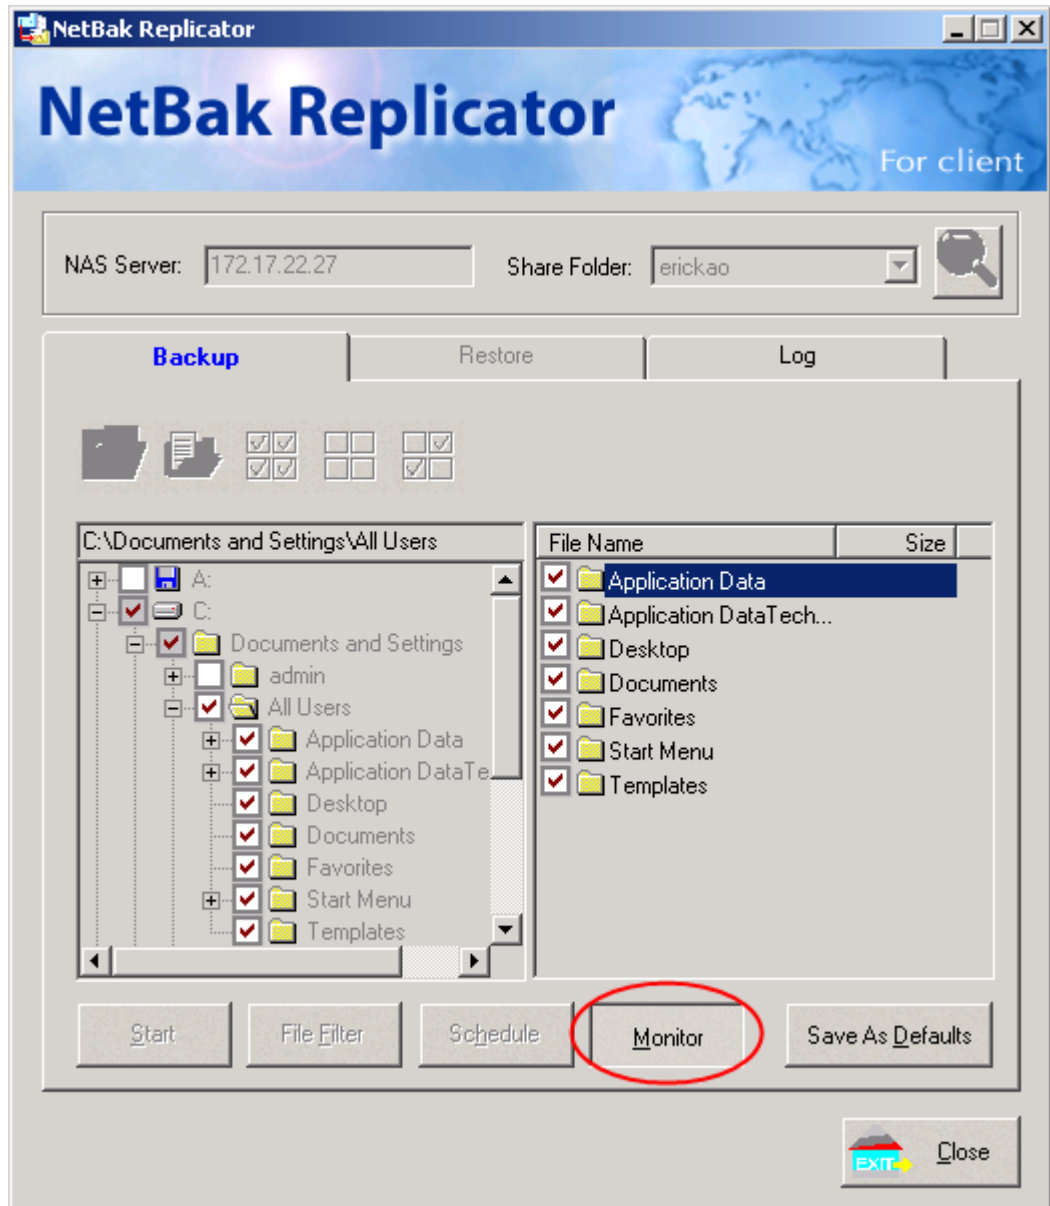 NetBak Replicator
NetBak Replicator
For client
NAS Server: 172.17.22.27 Share Folder: erickao
Backup Restore Log
C:\Documents and Settings\All Users
A:
C:
Documents and Settings
admin
All Users
Application Data
Application DataTe
Desktop
Documents
Favorites
Start Menu
Templates
File Name Size
Application Data
Application DataTech...
Desktop
Documents
Favorites
Start Menu
Templates
Start File Filter Schedule Monitor Save As Defaults
EXIT Close